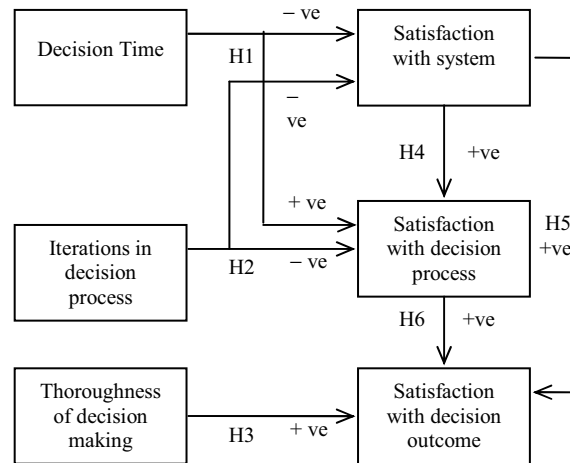 Decision Time
− ve
H1
Satisfaction
with system
−
ve
H4
+ve
+ ve
Iterations in
decision
process
H2
− ve
Satisfaction
with decision
process
H5
+ve
H6
+ve
Thoroughness
of decision
making
H3
+ ve
Satisfaction
with decision
outcome